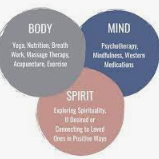 BODY
Yoga, Nutrition, Breath
Work, Massage Therapy,
Acupuncture, Exercise
MIND
Psychotherapy,
Mindfulness, Western
Medications
SPIRIT
Exploring Spirituality,
If Desired or
Connecting to Loved
Ones in Positive Ways